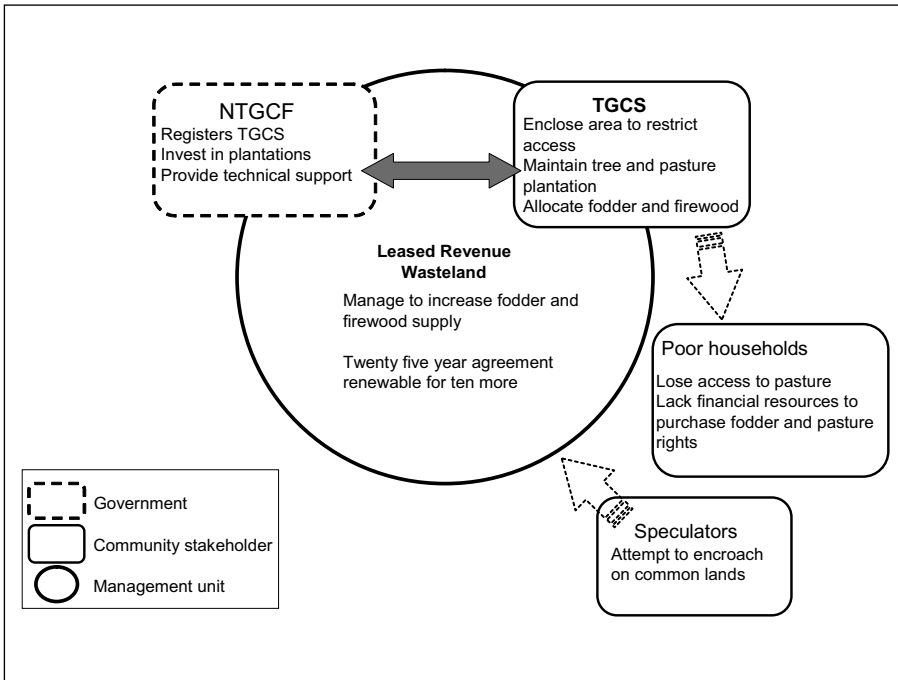 NTGCF
Registers TGCS
Invest in plantations
Provide technical support
TGCS
Enclose area to restrict
access
Maintain tree and pasture
plantation
Allocate fodder and firewood
Leased Revenue
Wasteland
Manage to increase fodder and
firewood supply
Twenty five year agreement
renewable for ten more
Poor households
Lose access to pasture
Lack financial resources to
purchase fodder and pasture
rights
Speculators
Attempt to encroach
on common lands
Government
Community stakeholder
Management unit